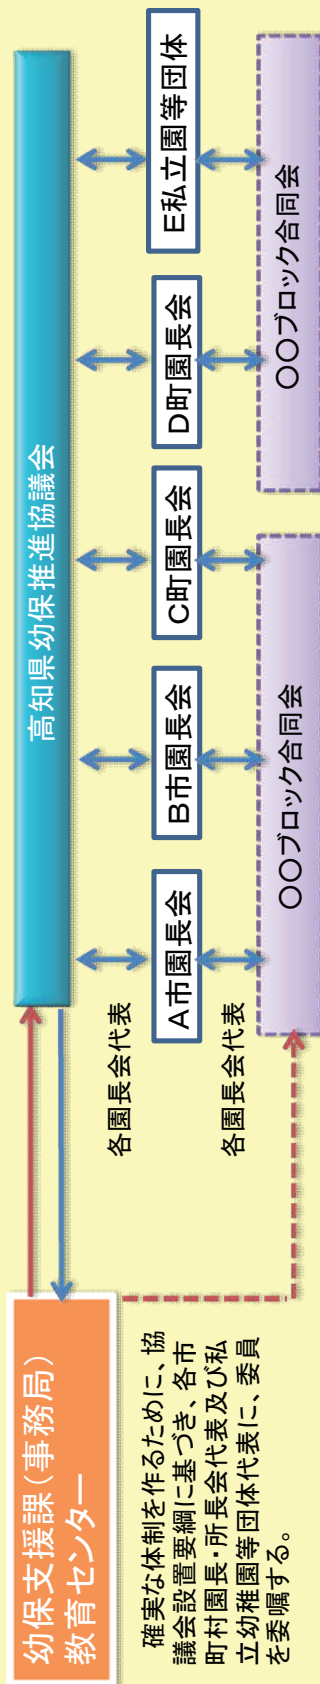 幼保支援課(事務局)
教育センター
高知県幼保推進協議会
各園長会代表
A市園長会
B市園長会
C町園長会
D町園長会
E私立園等団体
各園長会代表
〇〇ブロック合同会
〇〇ブロック合同会
確実な体制を作るために、協
議会設置要綱に基づき、各市
町村園長・所長会代表及び私
立幼稚園等団体代表に、委員
を委嘱する。